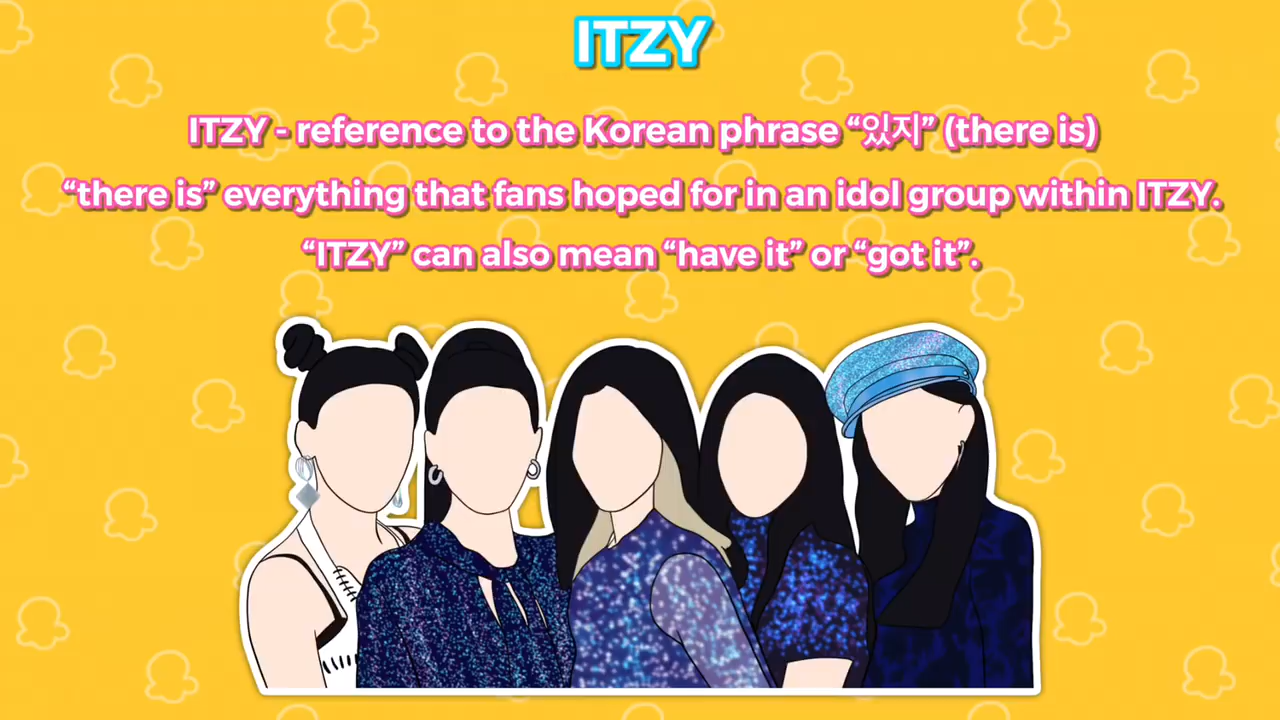 ITZY
ITZY - reference to the Korean phrase “있지” (there is)
“there is” everything that fans hoped for in an idol group within ITZY.
“ITZY” can also mean “have it” or “got it”.